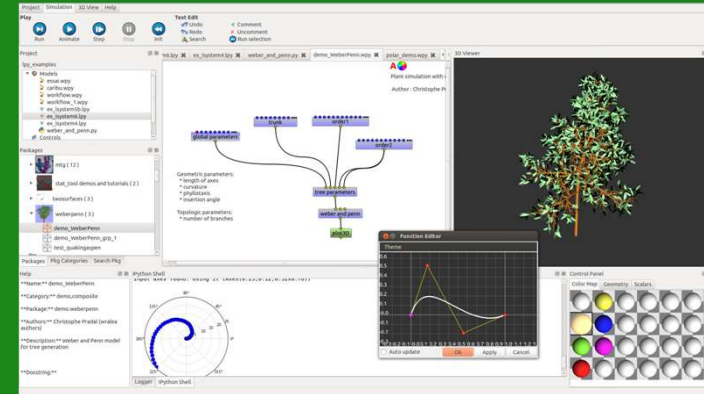 Project Simulation 3D View Help
Play
Text Edit
Run Animate Step Stop Init
Undo
Redo
Search
Comment
Uncomment
Run selection
Project
lpy_examples
Models
essai.wpy
caribu.wpy
workflow.wpy
workflow_1.wpy
ex_lsystem5b.lpy
ex_lsystem6.lpy
ex_lsystem4.lpy
weber_and_penn.py
Controls
Packages
mtg ( 12 )
stat_tool demos and tutorials ( 2 )
weberpenn ( 3 )
demo_WeberPenn
demo_WeberPenn_grp_1
test_quakingaspen
Packages Pkg Categories Search Pkg
ex_lsystem4.lpy weber_and_penn.py demo_WeberPenn.wpy polar_demo.wpy
Plant simulation with
Author : Christophe
global parameters
trunk
order1
order2
Geometric parameters:
* length of axes
* curvature
* phyllotaxis
* insertion angle
Topologic parameters:
* number of branches
tree parameters
weber and penn
plot3D
3D Viewer
Function Editor
Theme
Auto update
Ok Apply Cancel
Help
**Name:** demo_WeberPenn
**Category:** demo,composite
**Package:** demo.weberpenn
**Authors:** Christophe Pradal (wralea
authors)
**Description:** Weber and Penn model
for tree generation
**Docstring:**
IPython Shell
Logger IPython Shell
Control Panel
Color Map Geometry Scalars